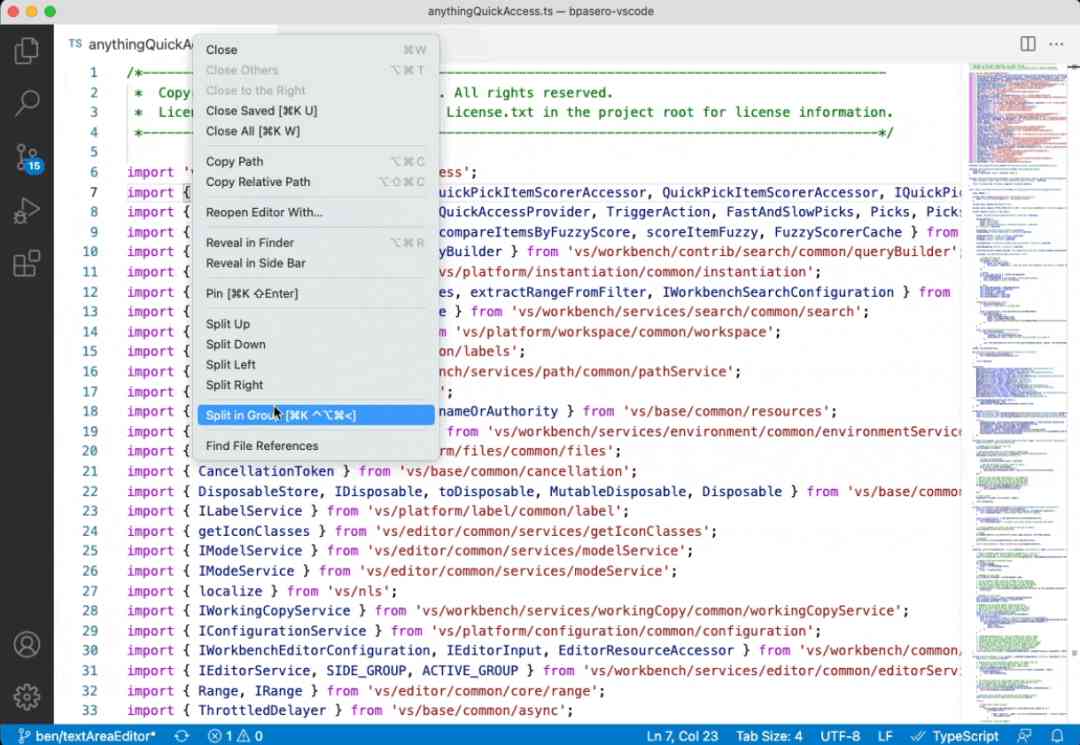 anythingQuickAccess.ts — bpasero-vscode
TS anythingQuickA
Close ⌘W
Close Others ⌥⌘T
Close to the Right
Close Saved [⌘K U]
Close All [⌘K W]
Copy Path ⌥⌘C
Copy Relative Path ⌥⇧⌘C
Reopen Editor With...
Reveal in Finder ⌥⌘R
Reveal in Side Bar
Pin [⌘K ⇧Enter]
Split Up
Split Down
Split Left
Split Right
Split in Group [⌘K ^⌥⌘<]
Find File References
15
1 /*---
2 * Copy . All rights reserved.
3 * Licen License.txt in the project root for license information.
4 *--- ---*/
5
6 import 'v ess';
7 import { uickPickItemScorerAccessor, QuickPickItemScorerAccessor, IQuickPi
8 import { QuickAccessProvider, TriggerAction, FastAndSlowPicks, Picks, Picks
9 import { compareItemsByFuzzyScore, scoreItemFuzzy, FuzzyScorerCache } from
10 import { yBuilder } from 'vs/workbench/contrib/search/common/queryBuilder'
11 import { vs/platform/instantiation/common/instantiation';
12 import { es, extractRangeFromFilter, IWorkbenchSearchConfiguration } from
13 import { e } from 'vs/workbench/services/search/common/search';
14 import { 'vs/platform/workspace/common/workspace';
15 import { on/labels';
16 import { nch/services/path/common/pathService';
17 import { ';
18 import { nameOrAuthority } from 'vs/base/common/resources';
19 import { from 'vs/workbench/services/environment/common/environmentService
20 import { rm/files/common/files';
21 import { CancellationToken } from 'vs/base/common/cancellation';
22 import { DisposableStore, IDisposable, toDisposable, MutableDisposable, Disposable } from 'vs/base/common
23 import { ILabelService } from 'vs/platform/label/common/label';
24 import { getIconClasses } from 'vs/editor/common/services/getIconClasses';
25 import { IModelService } from 'vs/editor/common/services/modelService';
26 import { IModeService } from 'vs/editor/common/services/modeService';
27 import { localize } from 'vs/nls';
28 import { IWorkingCopyService } from 'vs/workbench/services/workingCopy/common/workingCopyService';
29 import { IConfigurationService } from 'vs/platform/configuration/common/configuration';
30 import { IWorkbenchEditorConfiguration, IEditorInput, EditorResourceAccessor } from 'vs/workbench/common/
31 import { IEditorService, SIDE_GROUP, ACTIVE_GROUP } from 'vs/workbench/services/editor/common/editorServi
32 import { Range, IRange } from 'vs/editor/common/core/range';
33 import { ThrottledDelayer } from 'vs/base/common/async';
ben/textAreaEditor* 1 0 Ln 7, Col 23 Tab Size: 4 UTF-8 LF TypeScript